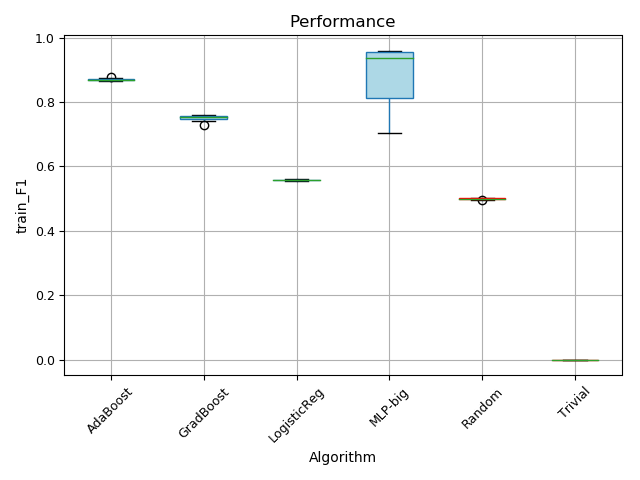 Performance
train_F1
1.0
0.8
0.6
0.4
0.2
0.0
AdaBoost
GradBoost
LogisticReg
MLP-big
Random
Trivial
Algorithm